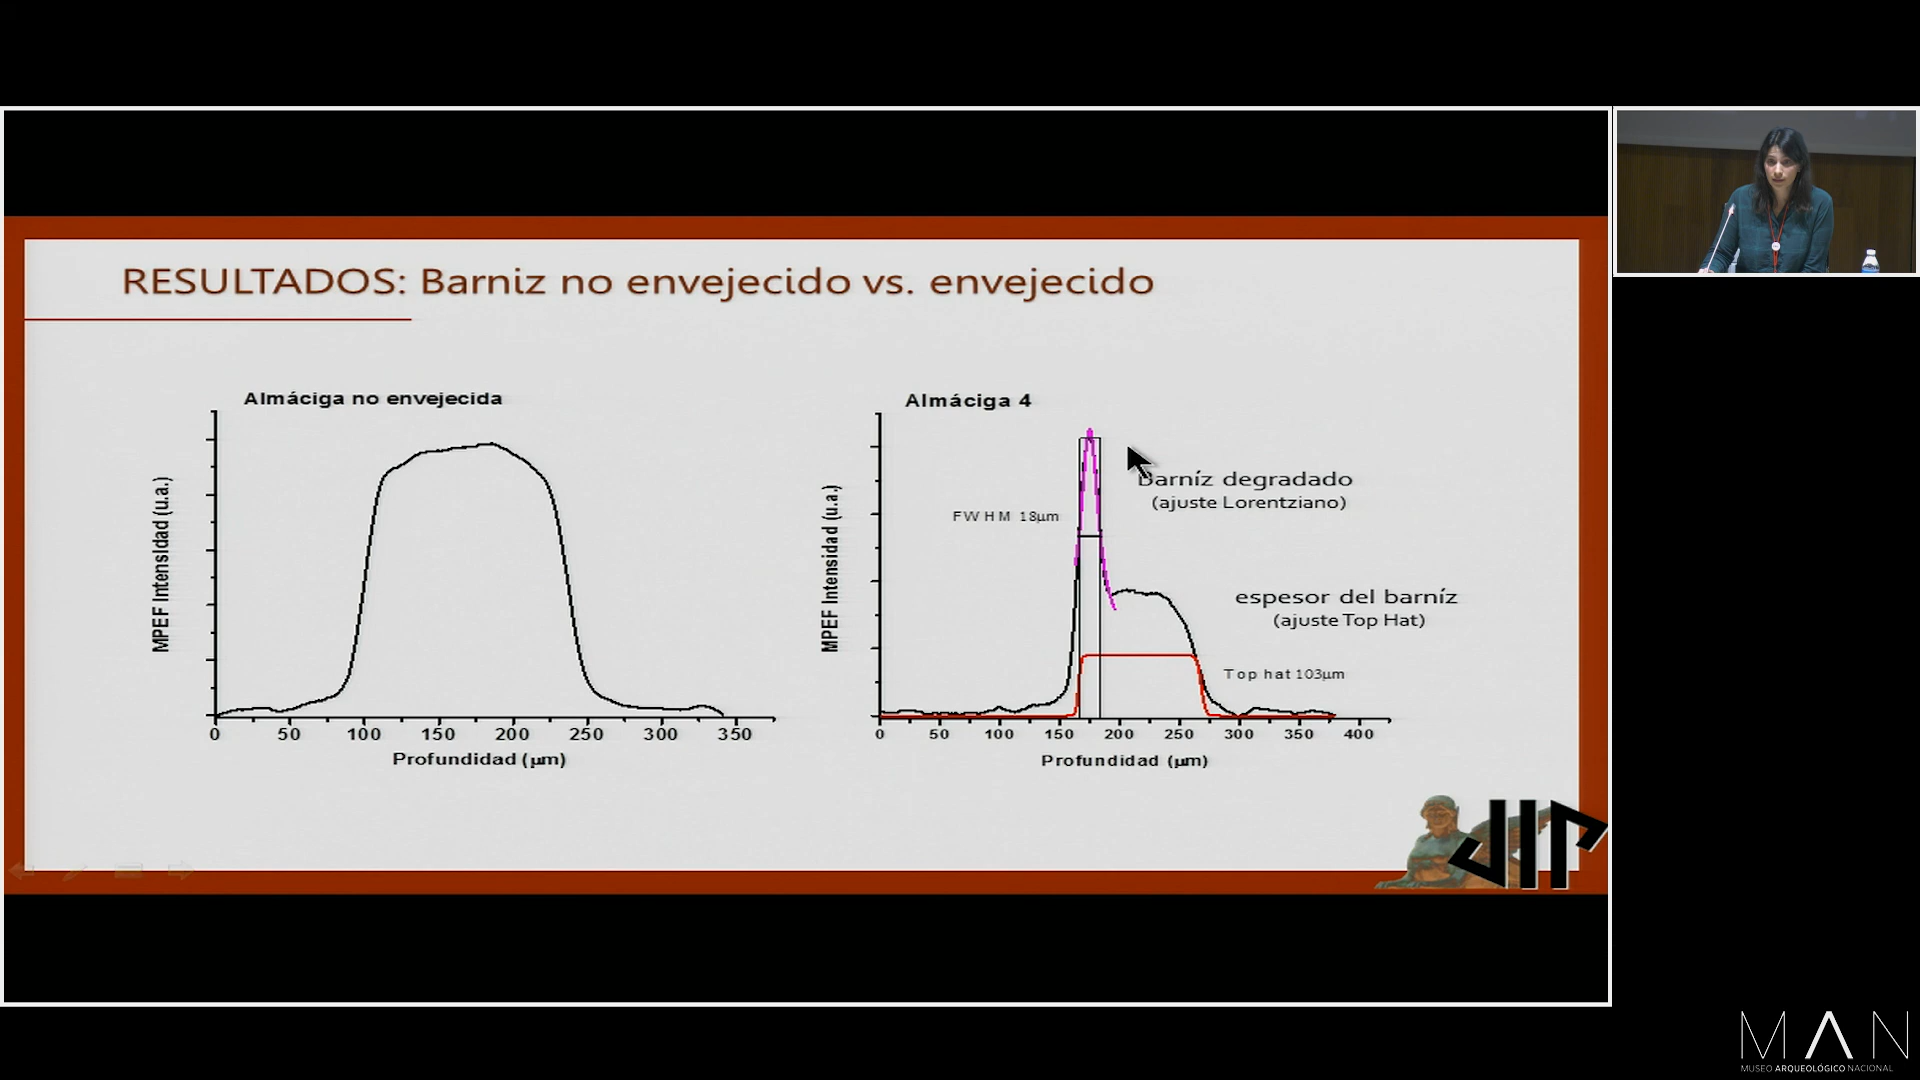 RESULTADOS: Barniz no envejecido vs. envejecido
Almáciga no envejecida
MPEF Intensidad (u.a.)
0 50 100 150 200 250 300 350
Profundidad (µm)
Almáciga 4
MPEF Intensidad (u.a.)
FWHM 18µm
Barníz degradado
(ajuste Lorentziano)
espesor del barníz
(ajuste Top Hat)
Top hat 103µm
0 50 100 150 200 250 300 350 400
Profundidad (µm)
MAN
MUSEO ARQUEOLÓGICO NACIONAL